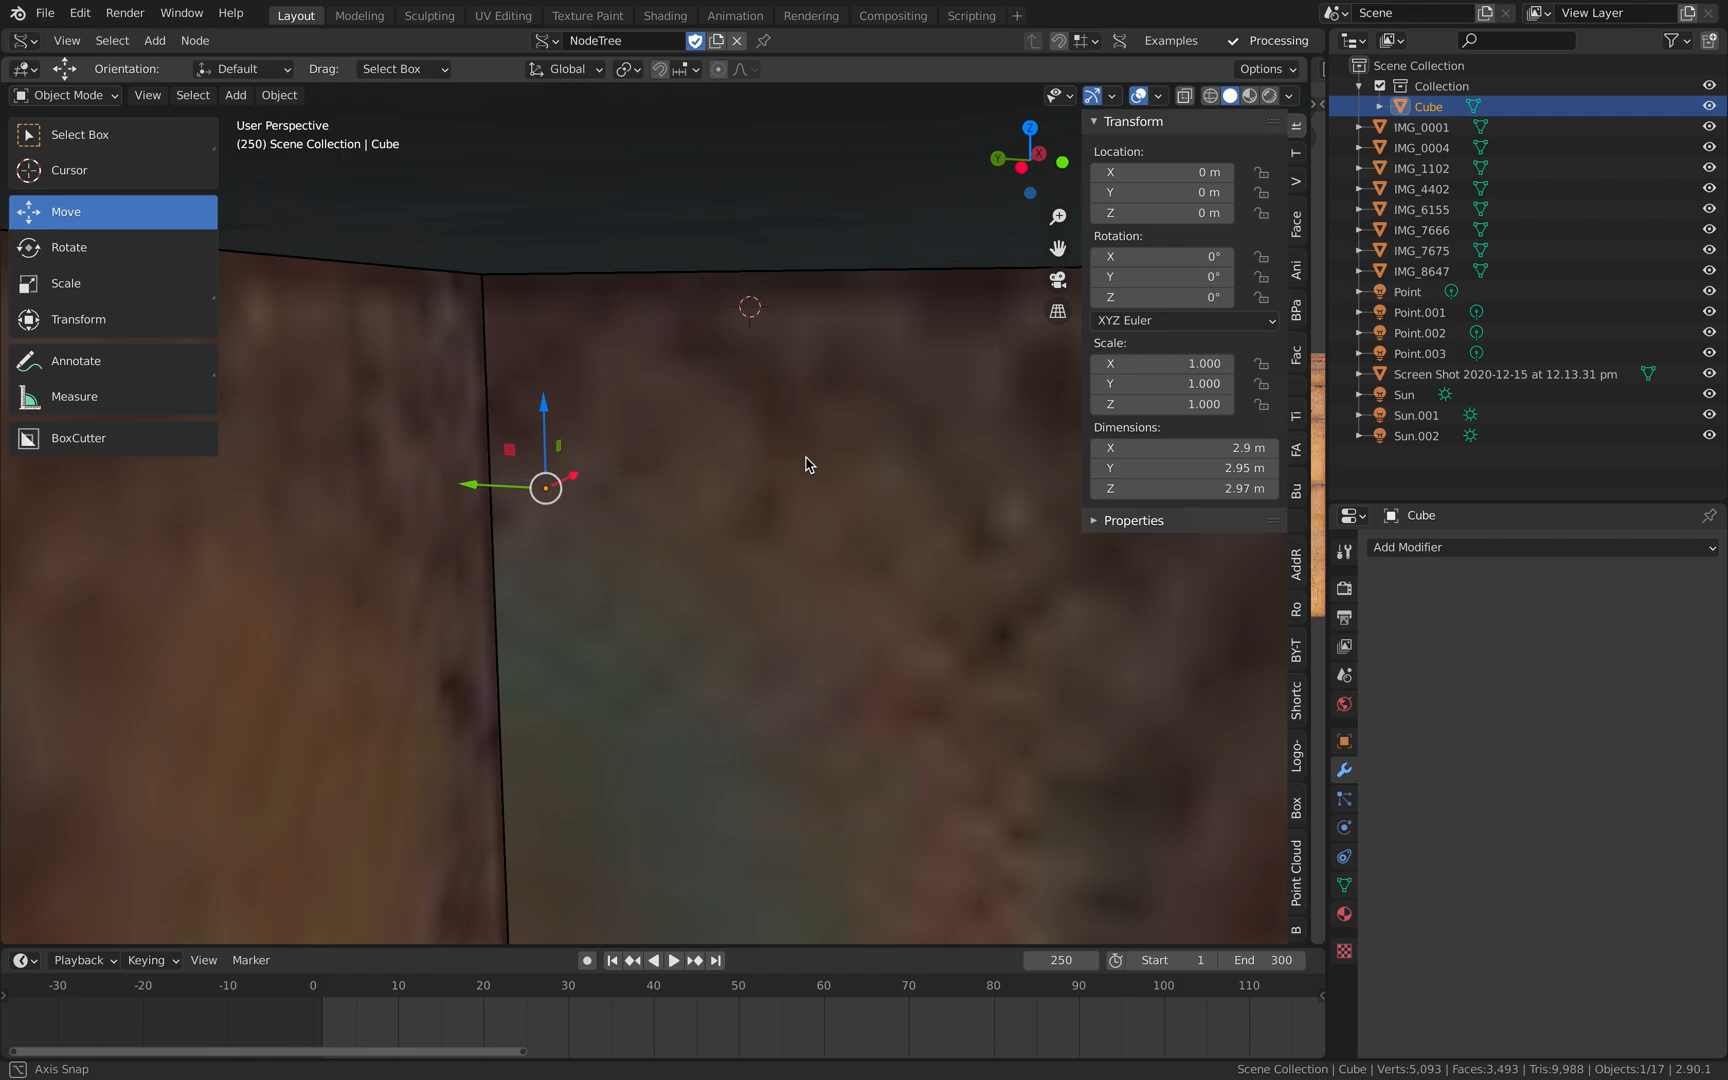 File Edit Render Window Help Layout Modeling Sculpting UV Editing Texture Paint Shading Animation Rendering Compositing Scripting + Scene View Layer
View Select Add Node NodeTree Examples Processing
Orientation: Default Drag: Select Box Global Options
Object Mode View Select Add Object
Select Box
Cursor
Move
Rotate
Scale
Transform
Annotate
Measure
BoxCutter
User Perspective
(250) Scene Collection | Cube
Z
Y
X
Transform
Location:
X 0 m
Y 0 m
Z 0 m
Rotation:
X 0°
Y 0°
Z 0°
XYZ Euler
Scale:
X 1.000
Y 1.000
Z 1.000
Dimensions:
X 2.9 m
Y 2.95 m
Z 2.97 m
Properties
It
T
V
Face
Ani
BPa
Fac
Ti
FA
Bu
AddR
Ro
BY-T
Shortc
Logo-
Box
Point Cloud
B
Scene Collection
Collection
Cube
IMG_0001
IMG_0004
IMG_1102
IMG_4402
IMG_6155
IMG_7666
IMG_7675
IMG_8647
Point
Point.001
Point.002
Point.003
Screen Shot 2020-12-15 at 12.13.31 pm
Sun
Sun.001
Sun.002
Cube
Add Modifier
Playback Keying View Marker 250 Start 1 End 300
-30 -20 -10 0 10 20 30 40 50 60 70 80 90 100 110
Axis Snap
Scene Collection | Cube | Verts:5,093 | Faces:3,493 | Tris:9,988 | Objects:1/17 | 2.90.1